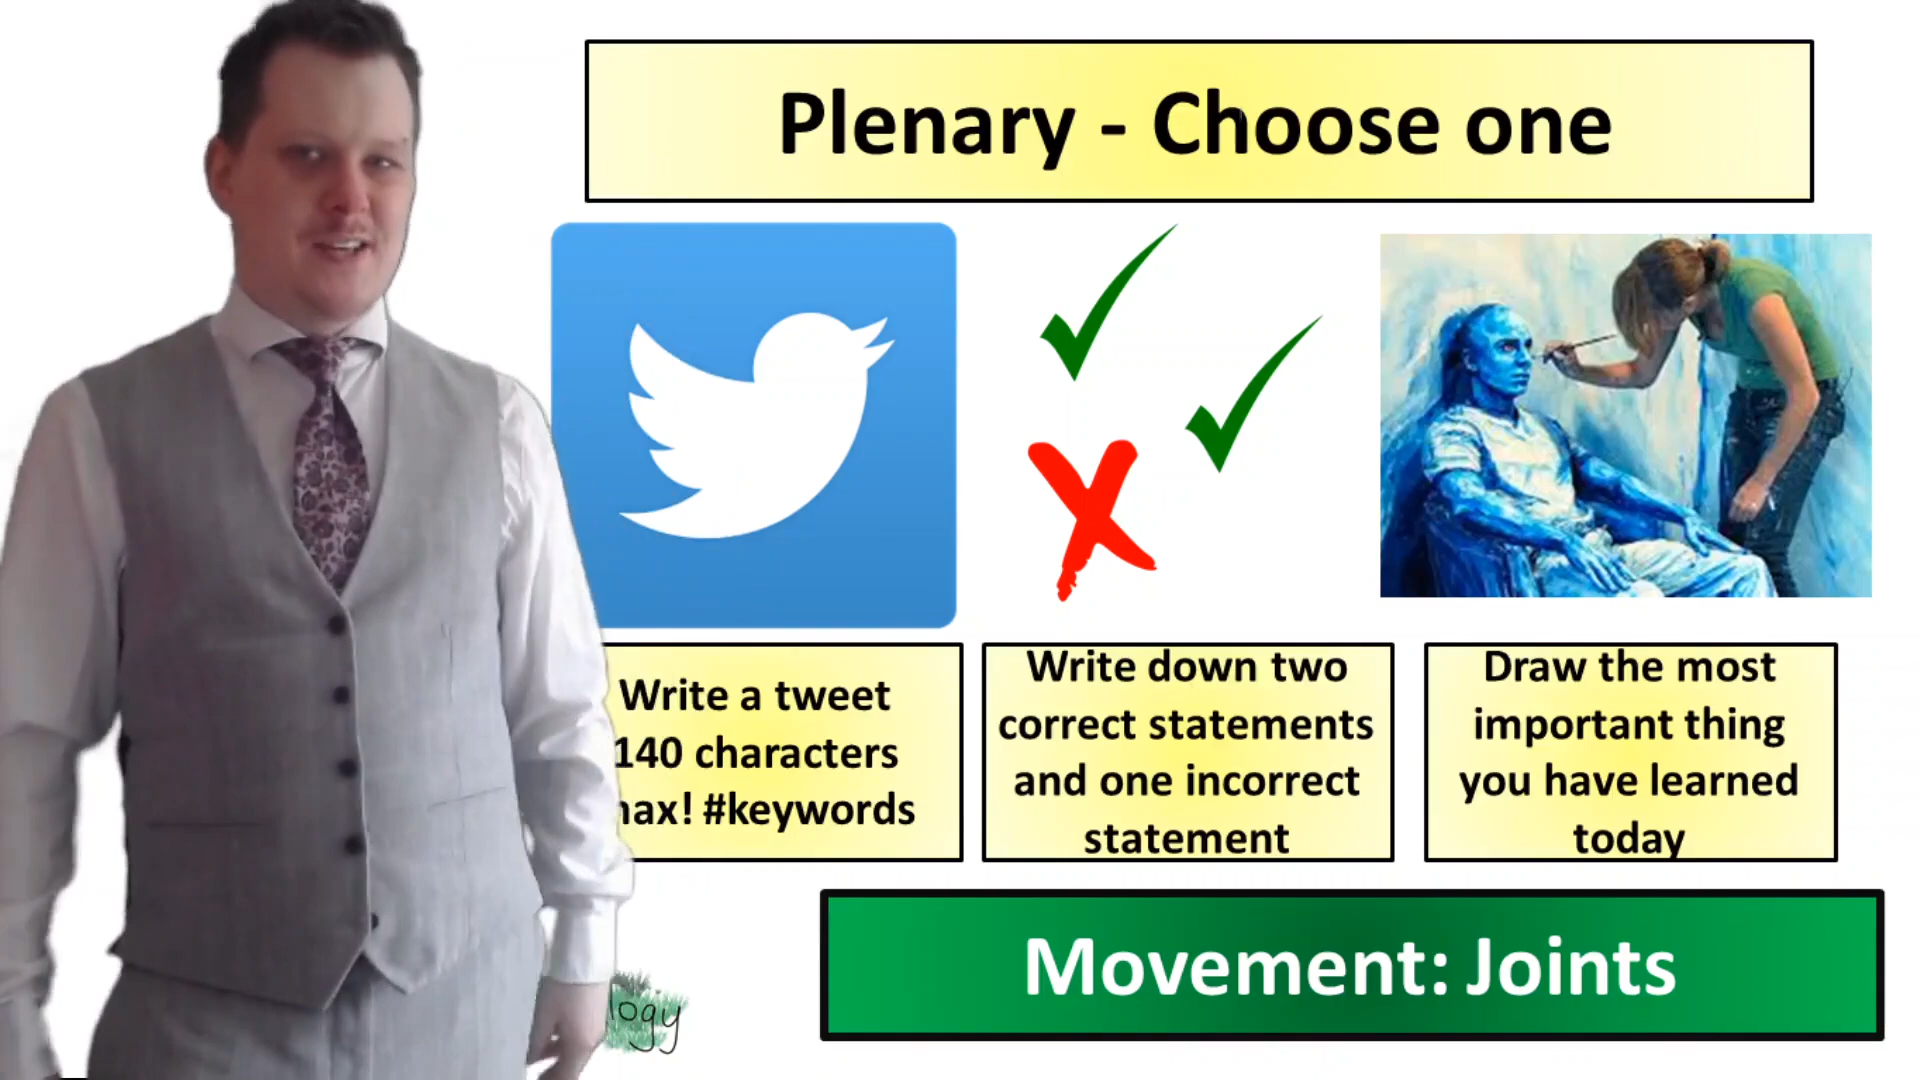 Plenary - Choose one
Write a tweet
140 characters
max! #keywords
Write down two
correct statements
and one incorrect
statement
Draw the most
important thing
you have learned
today
Movement: Joints